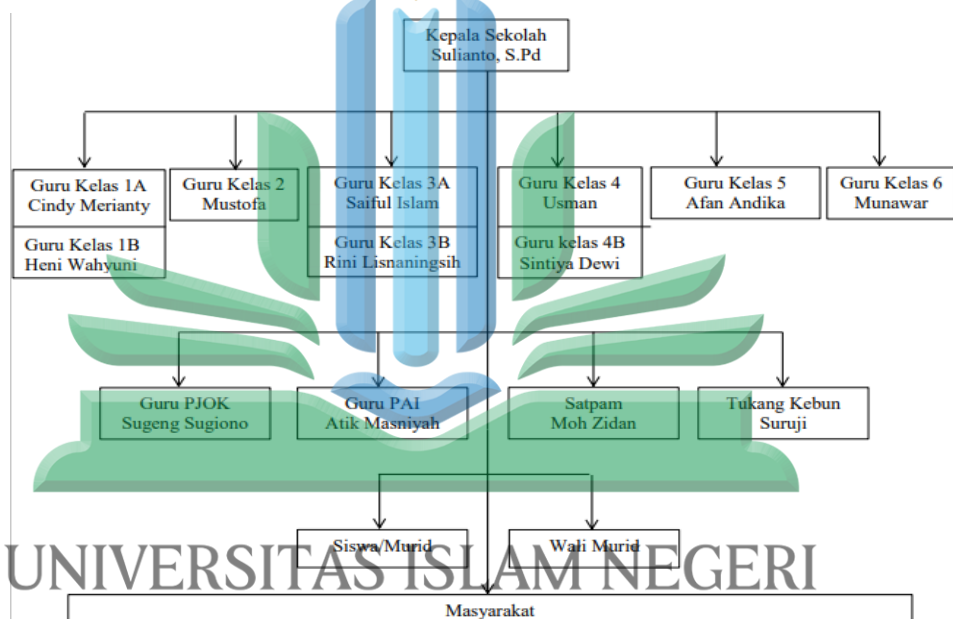 Kepala Sekolah
Sulianto, S.Pd
Guru Kelas 1A
Cindy Merianty
Guru Kelas 1B
Heni Wahyuni
Guru Kelas 2
Mustofa
Guru Kelas 3A
Saiful Islam
Guru Kelas 3B
Rini Lisnaningsih
Guru Kelas 4
Usman
Guru kelas 4B
Sintiya Dewi
Guru Kelas 5
Afan Andika
Guru Kelas 6
Munawar
Guru PJOK
Sugeng Sugiono
Guru PAI
Atik Masniyah
Satpam
Moh Zidan
Tukang Kebun
Suruji
Siswa/Murid
Wali Murid
UNIVERSITAS ISLAM NEGERI
Masyarakat